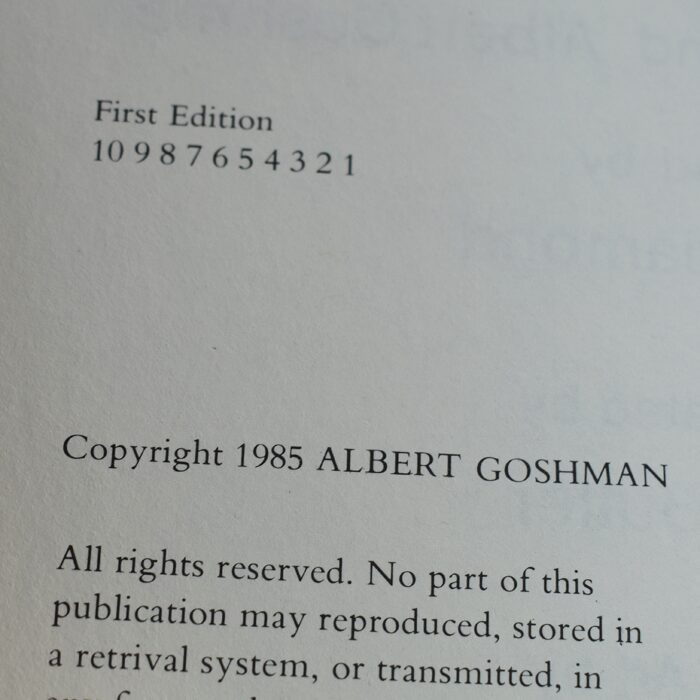 First Edition
10 9 8 7 6 5 4 3 2 1
Copyright 1985 ALBERT GOSHMAN
All rights reserved. No part of this
publication may reproduced, stored in
a retrival system, or transmitted, in